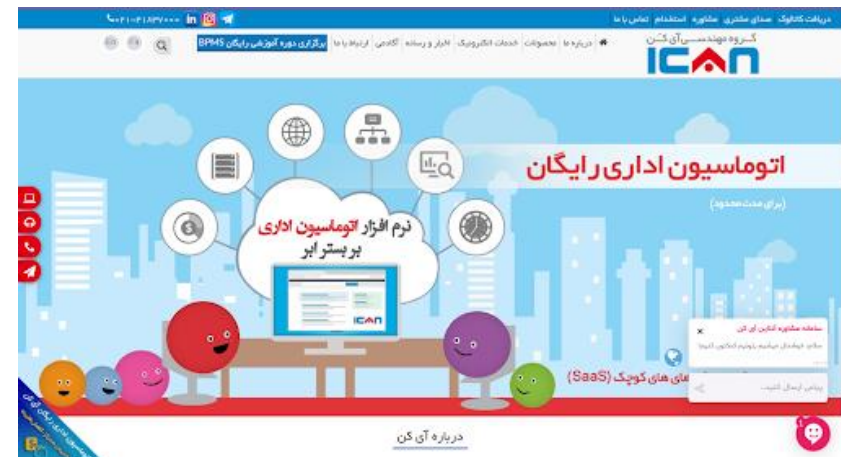 دریافت کاتالوگ صدای مشتری مشاوره استخدام تماس با ما
گروه مهندسی آی کن
ICAN
درباره ما محصولات خدمات الکترونیک اخبار و رسانه آکادمی ارتباط با ما برگزاری دوره آموزشی رایگان BPMS
اتوماسیون اداری رایگان
(برای مدت محدود)
نرم افزار اتوماسیون اداری
بر بستر ابر
ICAN
سامانه مشاوره آنلاین آی کن
های های کوچک (SaaS)
پیامی ارسال کنید...
درباره آی کن